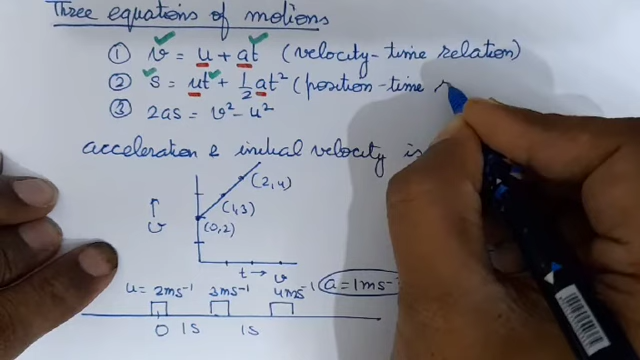 Three equations of motions
① v = u + at (velocity-time relation)
② s = ut + 1/2 at² (position-time
③ 2as = v² - u²
acceleration & initial velocity is
(2,4)
(1,3)
↑
v
(0,2)
t → v
u = 2ms⁻¹ 3ms⁻¹ 4ms⁻¹ a = 1ms⁻
0 1s 1s